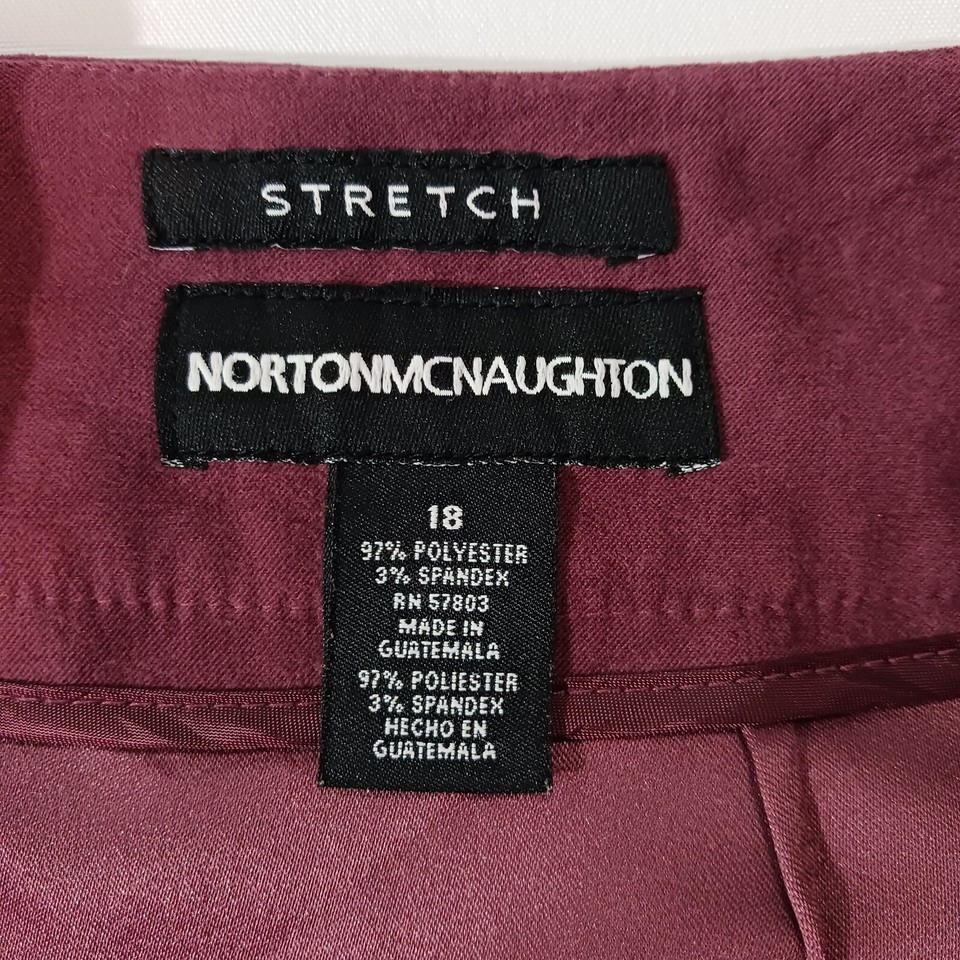 STRETCH
NORTONMCNAUGHTON
18
97% POLYESTER
3% SPANDEX
RN 57803
MADE IN
GUATEMALA
97% POLIESTER
3% SPANDEX
HECHO EN
GUATEMALA